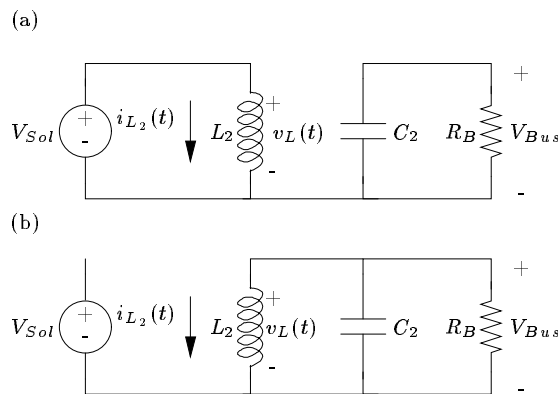 (a)
+
V_{Sol} + - i_{L_2}(t) L_2 + v_L(t) - C_2 R_B V_{Bus}
-
(b)
+
V_{Sol} + - i_{L_2}(t) L_2 + v_L(t) - C_2 R_B V_{Bus}
-